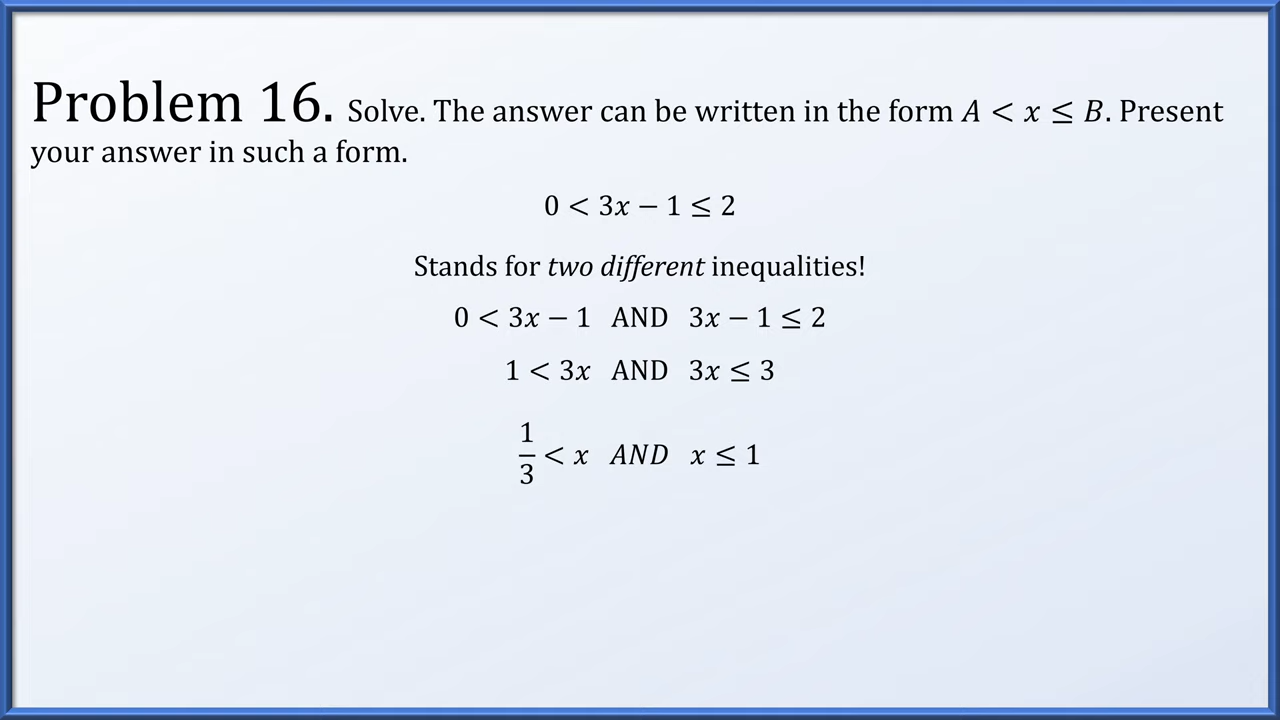 Problem 16. Solve. The answer can be written in the form A < x ≤ B. Present
your answer in such a form.
0 < 3x − 1 ≤ 2
Stands for two different inequalities!
0 < 3x − 1 AND 3x − 1 ≤ 2
1 < 3x AND 3x ≤ 3
1/3 < x AND x ≤ 1